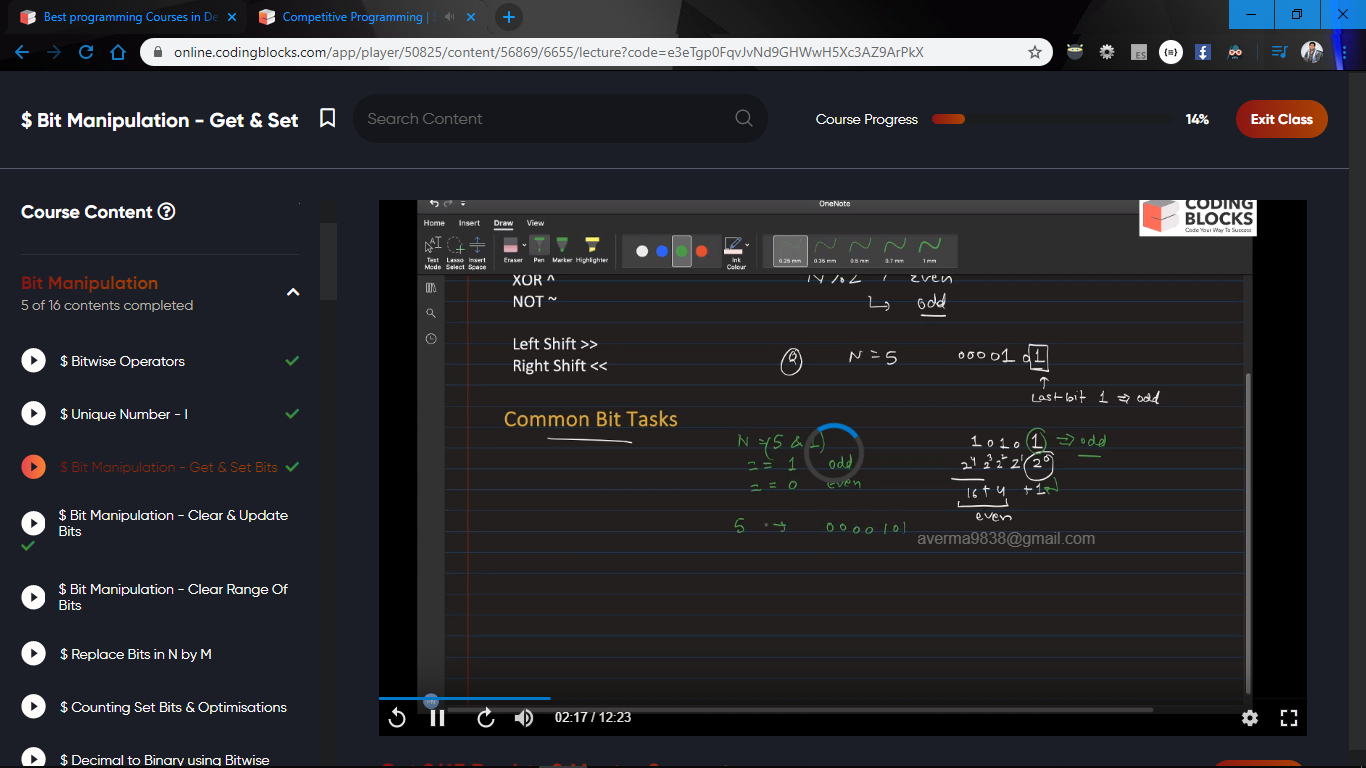 Best programming Courses in De
Competitive Programming |
online.codingblocks.com/app/player/50825/content/56869/6655/lecture?code=e3eTgp0FqvJvNd9GHWwH5Xc3AZ9ArPkX
$ Bit Manipulation - Get & Set
Search Content
Course Progress
14%
Exit Class
Course Content
Bit Manipulation
5 of 16 contents completed
$ Bitwise Operators
$ Unique Number - I
$ Bit Manipulation - Get & Set Bits
$ Bit Manipulation - Clear & Update
Bits
$ Bit Manipulation - Clear Range Of
Bits
$ Replace Bits in N by M
$ Counting Set Bits & Optimisations
$ Decimal to Binary using Bitwise
OneNote
CODING
BLOCKS
Code Your Way To Success
Home Insert Draw View
Text Mode
Lasso Select
Insert Space
Eraser
Pen
Marker
Highlighter
Ink Colour
0.25 mm
0.35 mm
0.5 mm
0.7 mm
1 mm
XOR ^
NOT ~
N%2
even
odd
Left Shift >>
Right Shift <<
N = 5 00001 0 1
Last bit 1 => odd
Common Bit Tasks
N = (5 & 1)
= = 1 odd
= = 0 even
1 0 1 0 1 => odd
2^4 2^3 2^2 2^1 2^0
16 + 4 + 1
even
5 → 0000101
averma9838@gmail.com
02:17 / 12:23